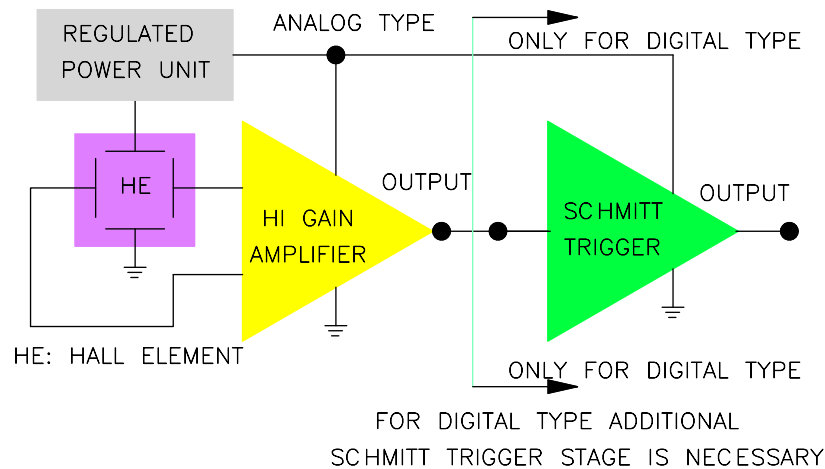 REGULATED
POWER UNIT
ANALOG TYPE
ONLY FOR DIGITAL TYPE
HE
OUTPUT
HI GAIN
AMPLIFIER
SCHMITT
TRIGGER
OUTPUT
HE: HALL ELEMENT
ONLY FOR DIGITAL TYPE
FOR DIGITAL TYPE ADDITIONAL
SCHMITT TRIGGER STAGE IS NECESSARY